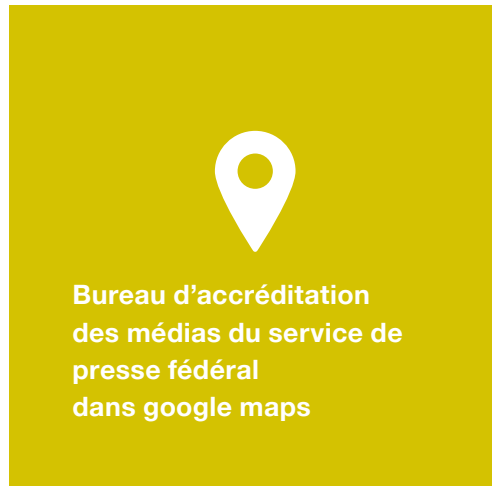 Bureau d’accréditation
des médias du service de
presse fédéral
dans google maps